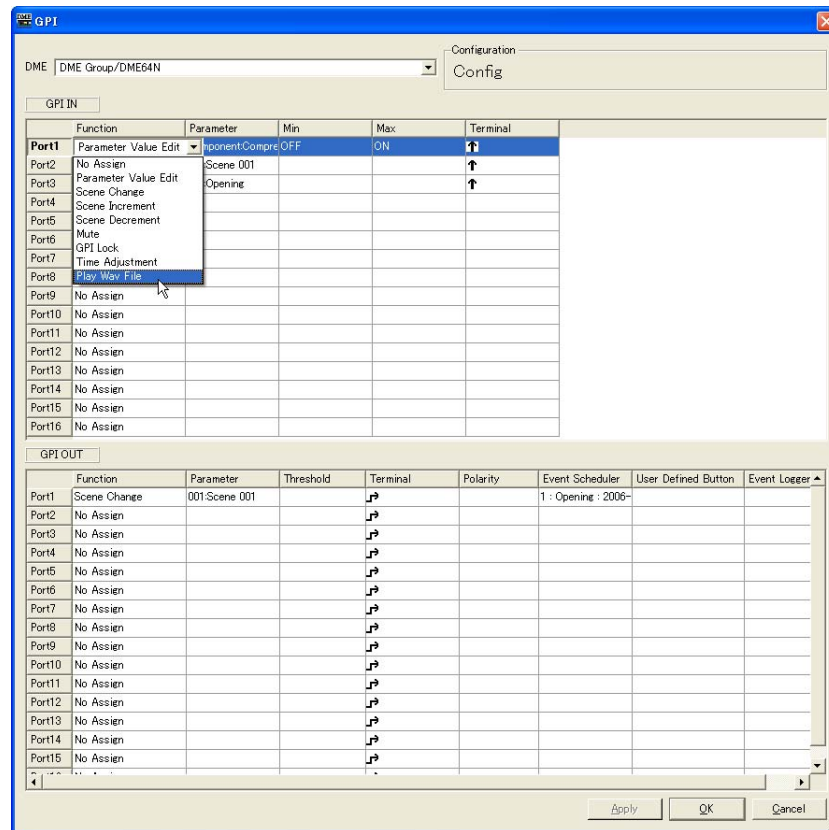 GPI
Configuration
DME DME Group/DME64N Config
GPI IN
Function Parameter Min Max Terminal
Port1 Parameter Value Edit mponent:Compre OFF ON
Port2 No Assign :Scene 001
Parameter Value Edit
Port3 Scene Change :Opening
Port4 Scene Increment
Port5 Scene Decrement
Port6 Mute
GPI Lock
Port7 Time Adjustment
Port8 Play Wav File
Port9 No Assign
Port10 No Assign
Port11 No Assign
Port12 No Assign
Port13 No Assign
Port14 No Assign
Port15 No Assign
Port16 No Assign
GPI OUT
Function Parameter Threshold Terminal Polarity Event Scheduler User Defined Button Event Logger
Port1 Scene Change 001:Scene 001 1 : Opening : 2006-
Port2 No Assign
Port3 No Assign
Port4 No Assign
Port5 No Assign
Port6 No Assign
Port7 No Assign
Port8 No Assign
Port9 No Assign
Port10 No Assign
Port11 No Assign
Port12 No Assign
Port13 No Assign
Port14 No Assign
Port15 No Assign
Apply OK Cancel